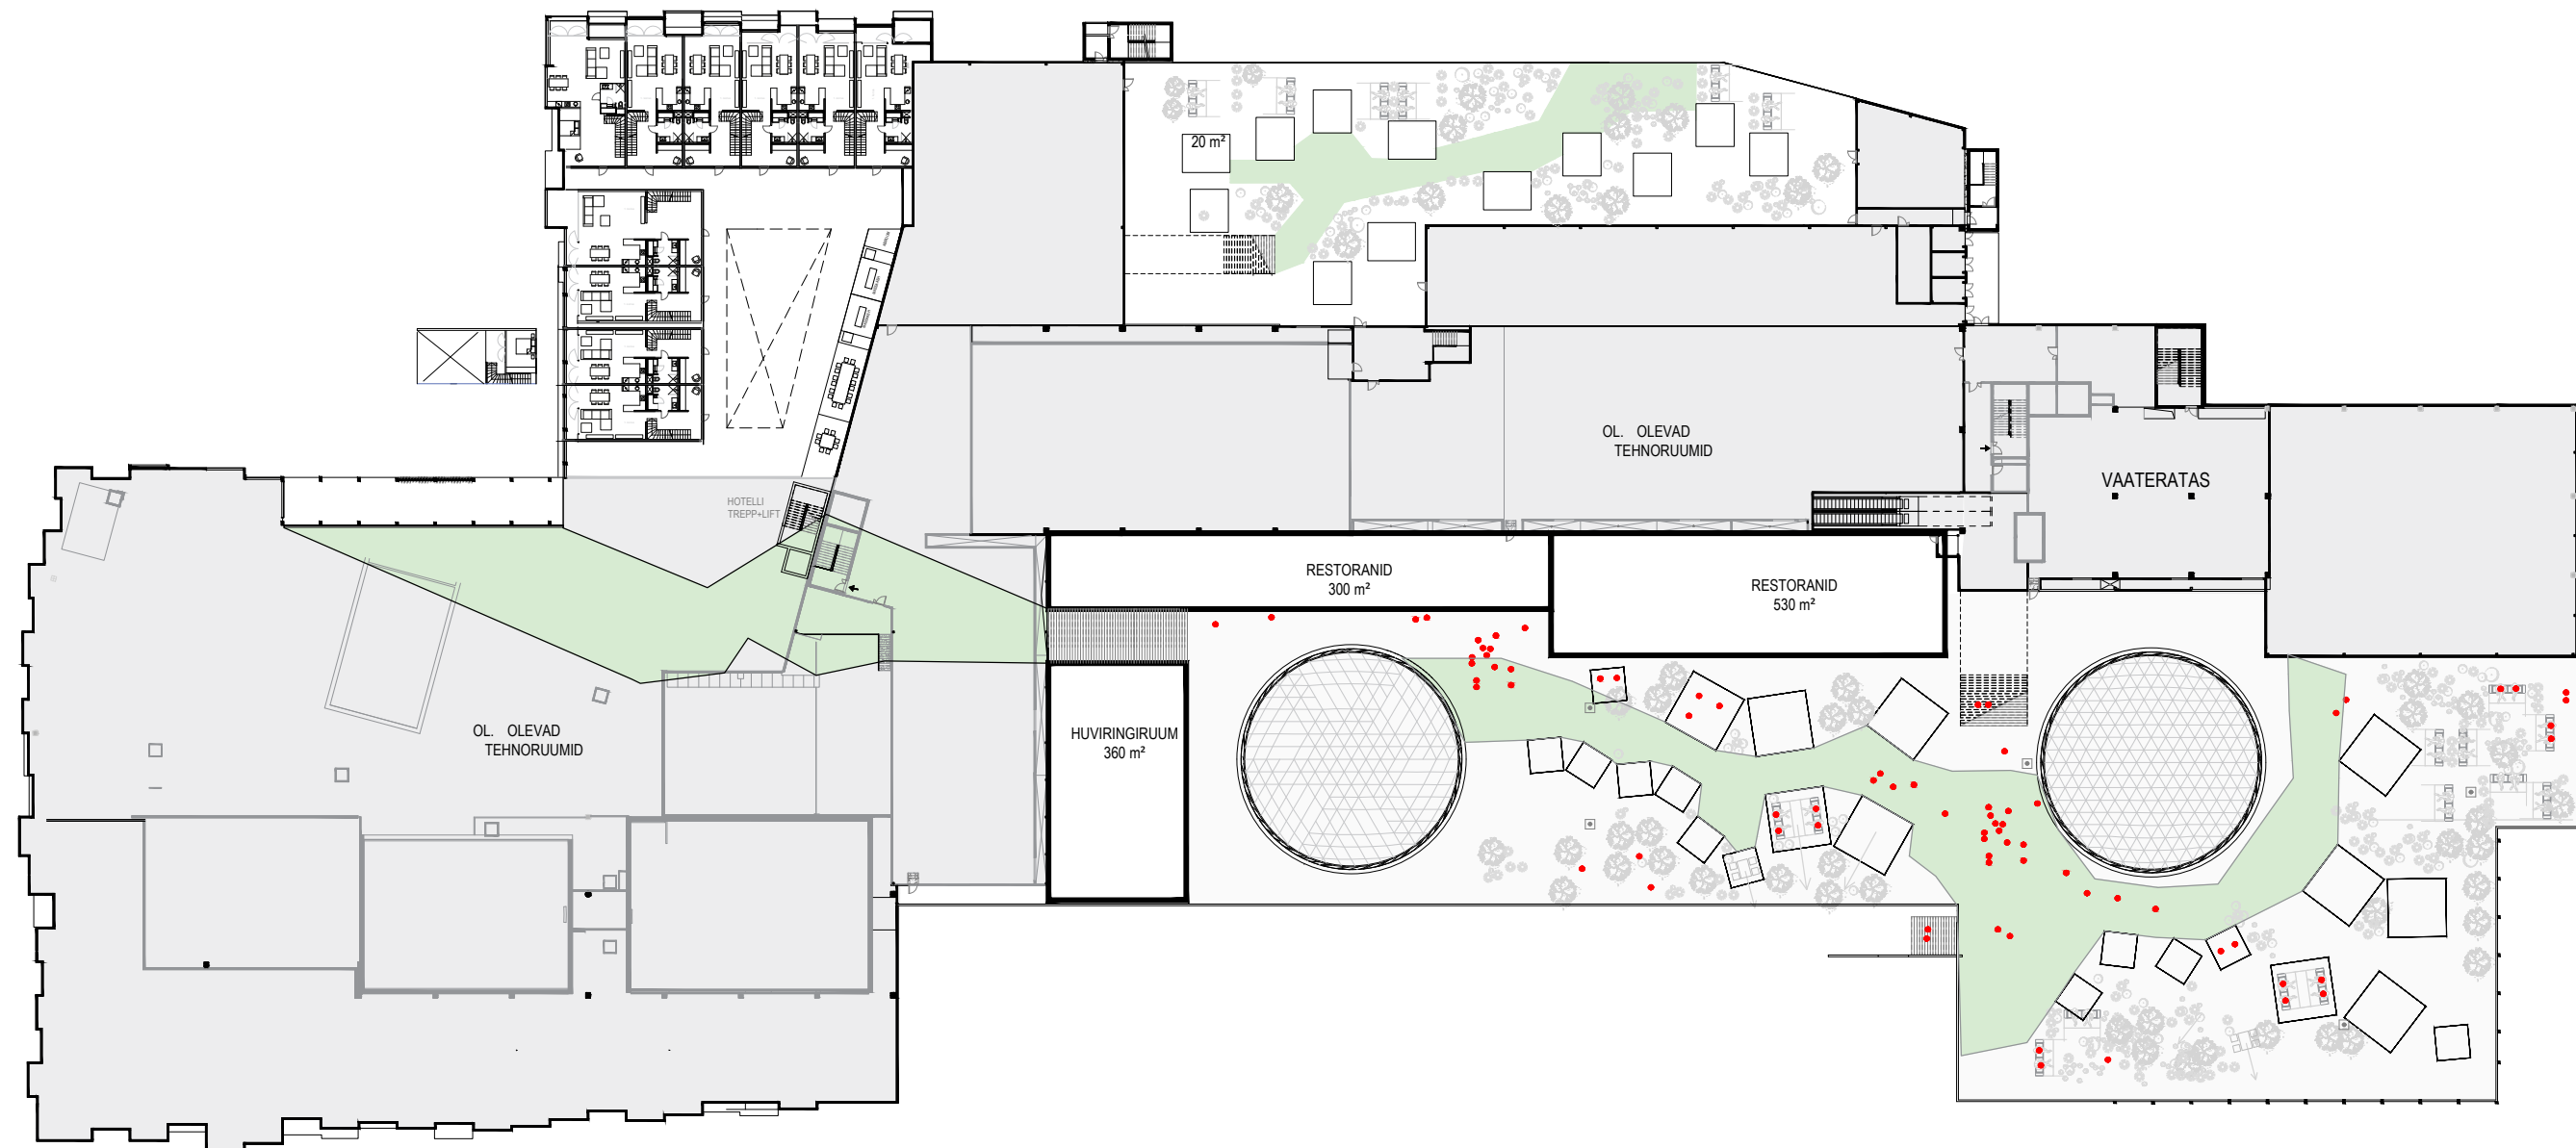 20 m²
OL. OLEVAD
TEHNORUUMID
VAATERATAS
HOTELLI
TREPP+LIFT
RESTORANID
300 m²
RESTORANID
530 m²
HUVIRINGIRUUM
360 m²
OL. OLEVAD
TEHNORUUMID